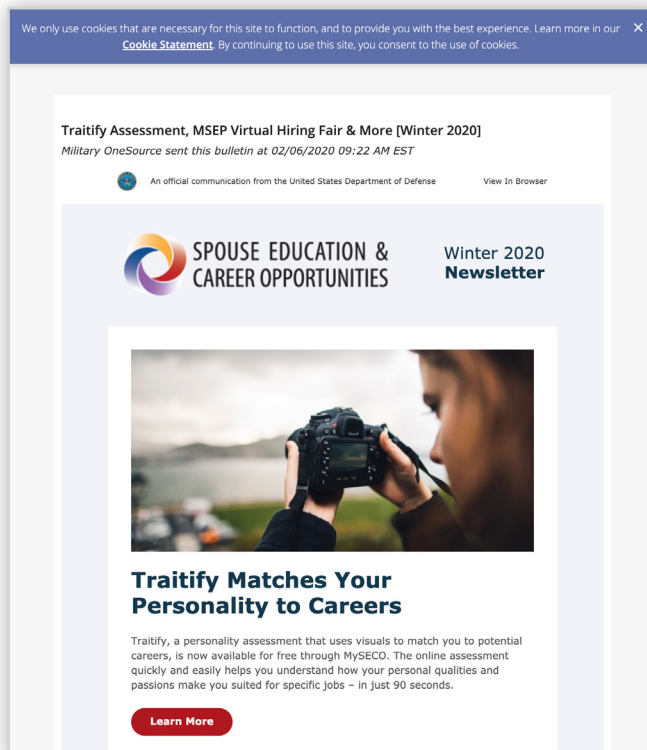 We only use cookies that are necessary for this site to function, and to provide you with the best experience. Learn more in our
Cookie Statement. By continuing to use this site, you consent to the use of cookies.
Traitify Assessment, MSEP Virtual Hiring Fair & More [Winter 2020]
Military OneSource sent this bulletin at 02/06/2020 09:22 AM EST
An official communication from the United States Department of Defense View In Browser
SPOUSE EDUCATION &
CAREER OPPORTUNITIES
Winter 2020
Newsletter
Traitify Matches Your
Personality to Careers
Traitify, a personality assessment that uses visuals to match you to potential
careers, is now available for free through MySECO. The online assessment
quickly and easily helps you understand how your personal qualities and
passions make you suited for specific jobs – in just 90 seconds.
Learn More